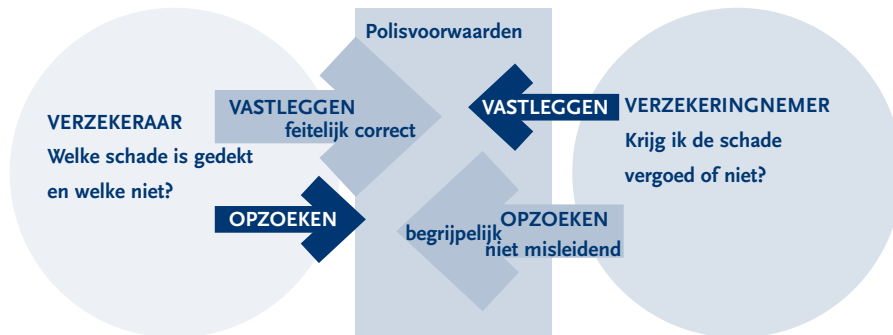 Polisvoorwaarden
VERZEKERAAR
Welke schade is gedekt
en welke niet?
VASTLEGGEN
feitelijk correct
OPZOEKEN
VASTLEGGEN
VERZEKERINGNEMER
Krijg ik de schade
vergoed of niet?
OPZOEKEN
begrijpelijk
niet misleidend